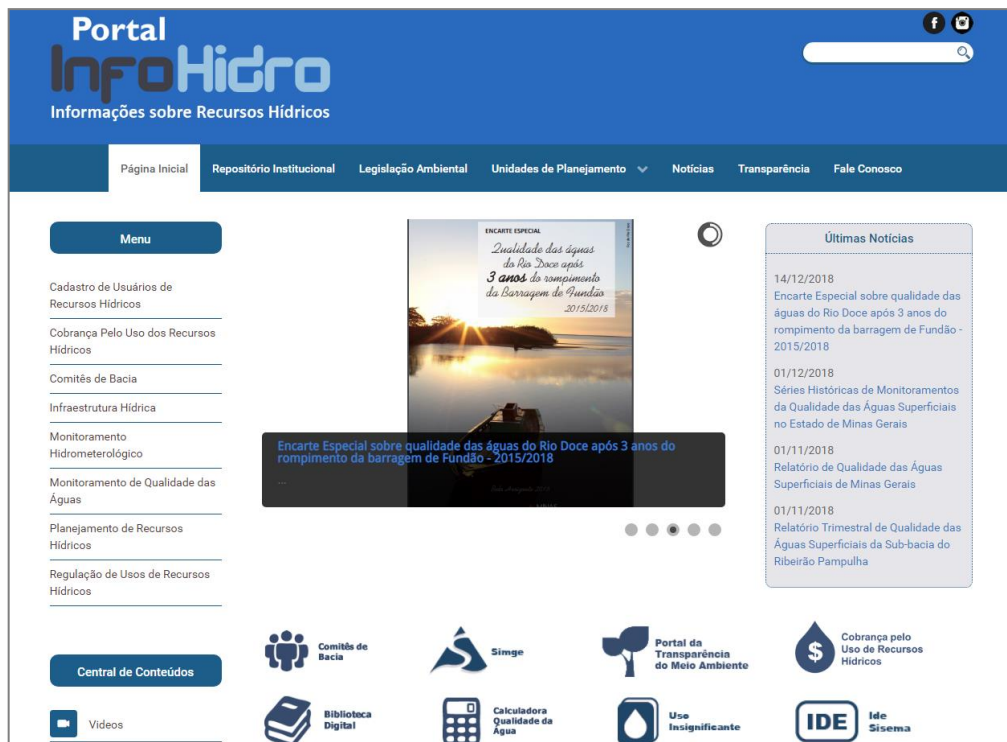 Portal
InfoHidro
Informações sobre Recursos Hídricos
Página Inicial
Repositório Institucional
Legislação Ambiental
Unidades de Planejamento
Notícias
Transparência
Fale Conosco
Menu
Cadastro de Usuários de
Recursos Hídricos
Cobrança Pelo Uso dos Recursos
Hídricos
Comitês de Bacia
Infraestrutura Hídrica
Monitoramento
Hidrometerológico
Monitoramento de Qualidade das
Águas
Planejamento de Recursos
Hídricos
Regulação de Usos de Recursos
Hídricos
Central de Conteúdos
Videos
ENCARTE ESPECIAL
Qualidade das águas
do Rio Doce após
3 anos do rompimento
da Barragem de Fundão
2015/2018
Encarte Especial sobre qualidade das águas do Rio Doce após 3 anos do
rompimento da barragem de Fundão - 2015/2018
...
Últimas Notícias
14/12/2018
Encarte Especial sobre qualidade das
águas do Rio Doce após 3 anos do
rompimento da barragem de Fundão -
2015/2018
01/12/2018
Séries Históricas de Monitoramentos
da Qualidade das Águas Superficiais
no Estado de Minas Gerais
01/11/2018
Relatório de Qualidade das Águas
Superficiais de Minas Gerais
01/11/2018
Relatório Trimestral de Qualidade das
Águas Superficiais da Sub-bacia do
Ribeirão Pampulha
Comitês de
Bacia
Simge
Portal da
Transparência
do Meio Ambiente
$
Cobrança pelo
Uso de Recursos
Hídricos
Biblioteca
Digital
Calculadora
Qualidade da
Água
Uso
Insignificante
IDE
Ide
Sisema